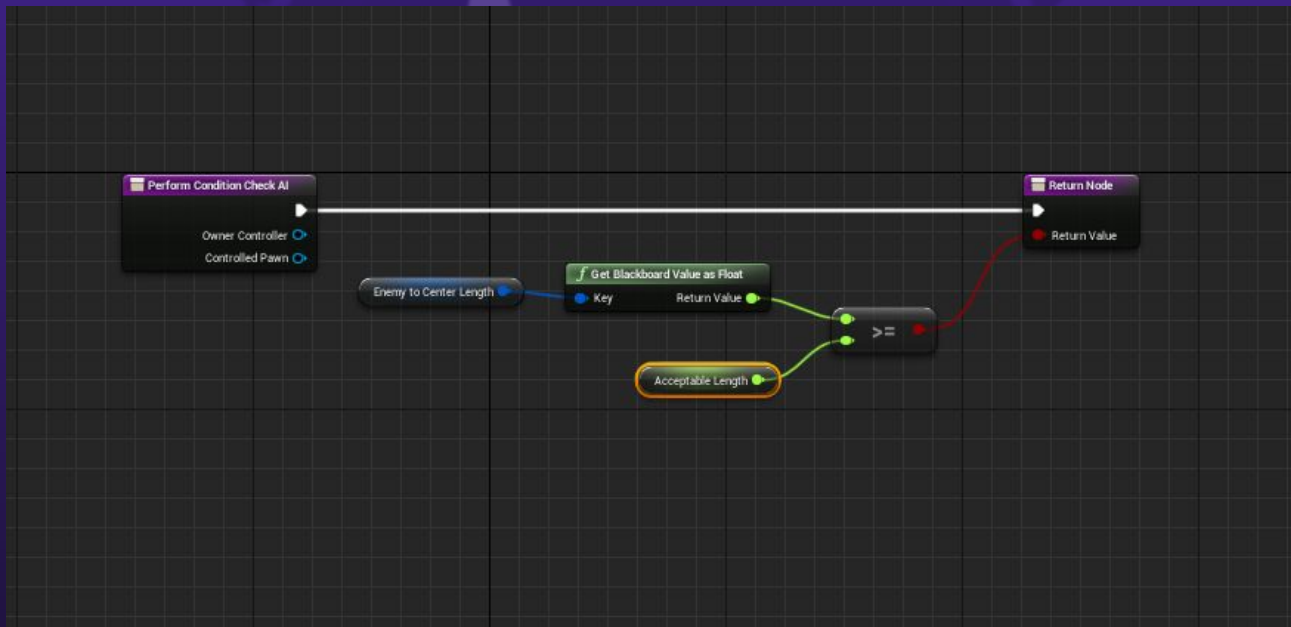 Perform Condition Check AI
Owner Controller
Controlled Pawn
Enemy to Center Length
f Get Blackboard Value as Float
Key
Return Value
Acceptable Length
>=
Return Node
Return Value